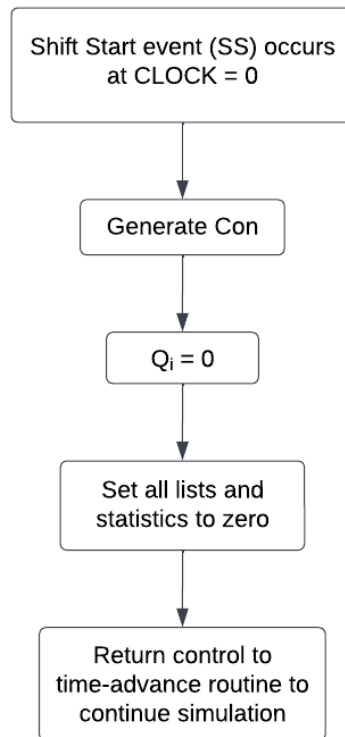 Shift Start event (SS) occurs
at CLOCK = 0
Generate Con
Qᵢ = 0
Set all lists and
statistics to zero
Return control to
time-advance routine to
continue simulation